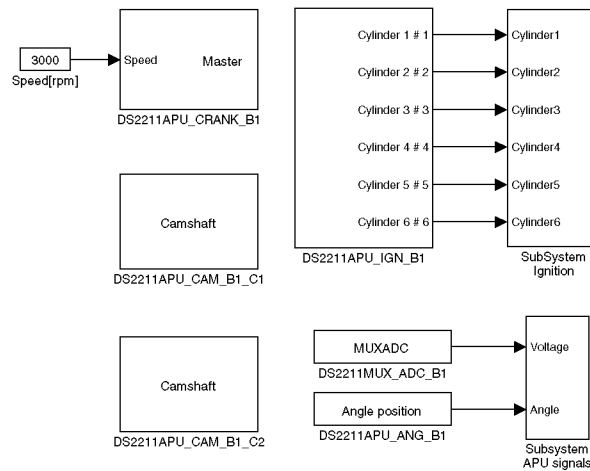 3000
Speed[rpm]
Speed
Master
DS2211APU_CRANK_B1
Camshaft
DS2211APU_CAM_B1_C1
Camshaft
DS2211APU_CAM_B1_C2
Cylinder 1 # 1
Cylinder 2 # 2
Cylinder 3 # 3
Cylinder 4 # 4
Cylinder 5 # 5
Cylinder 6 # 6
DS2211APU_IGN_B1
Cylinder1
Cylinder2
Cylinder3
Cylinder4
Cylinder5
Cylinder6
SubSystem
Ignition
MUXADC
DS2211MUX_ADC_B1
Angle position
DS2211APU_ANG_B1
Voltage
Angle
Subsystem
APU signals